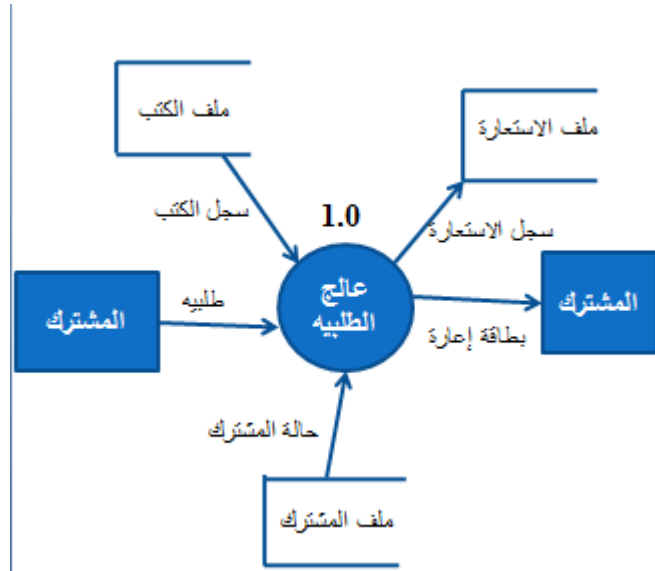 ملف الكتب
ملف الاستعارة
سجل الكتب
1.0
سجل الاستعارة
المشترك
طلبيه
عالج
الطلبيه
المشترك
بطاقة إعارة
حالة المشترك
ملف المشترك